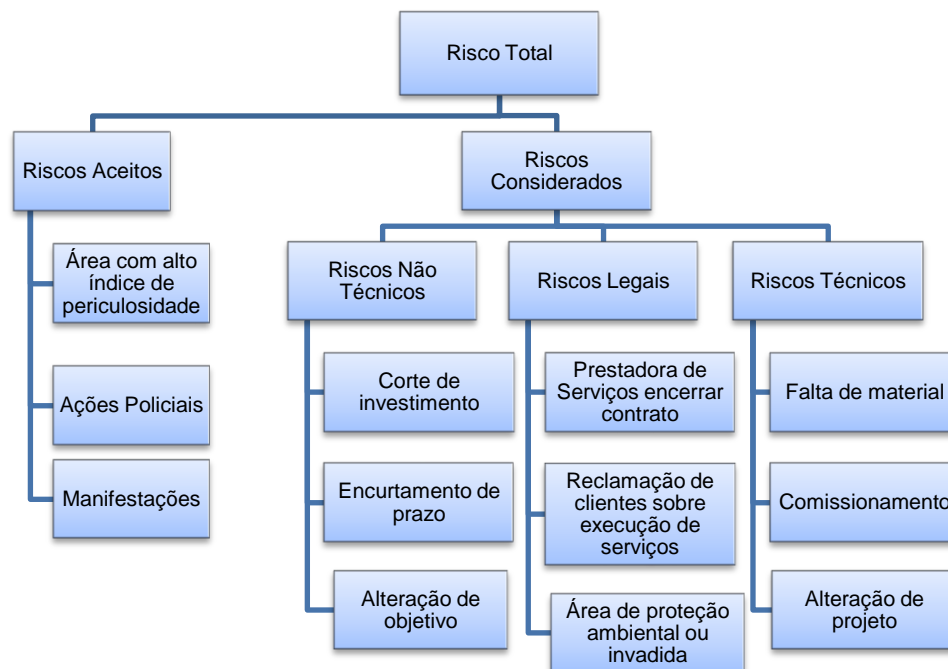 Risco Total
Riscos Aceitos
Riscos
Considerados
Área com alto
índice de
periculosidade
Ações Policiais
Manifestações
Riscos Não
Técnicos
Corte de
investimento
Encurtamento de
prazo
Alteração de
objetivo
Riscos Legais
Prestadora de
Serviços encerrar
contrato
Reclamação de
clientes sobre
execução de
serviços
Área de proteção
ambiental ou
invadida
Riscos Técnicos
Falta de material
Comissionamento
Alteração de
projeto